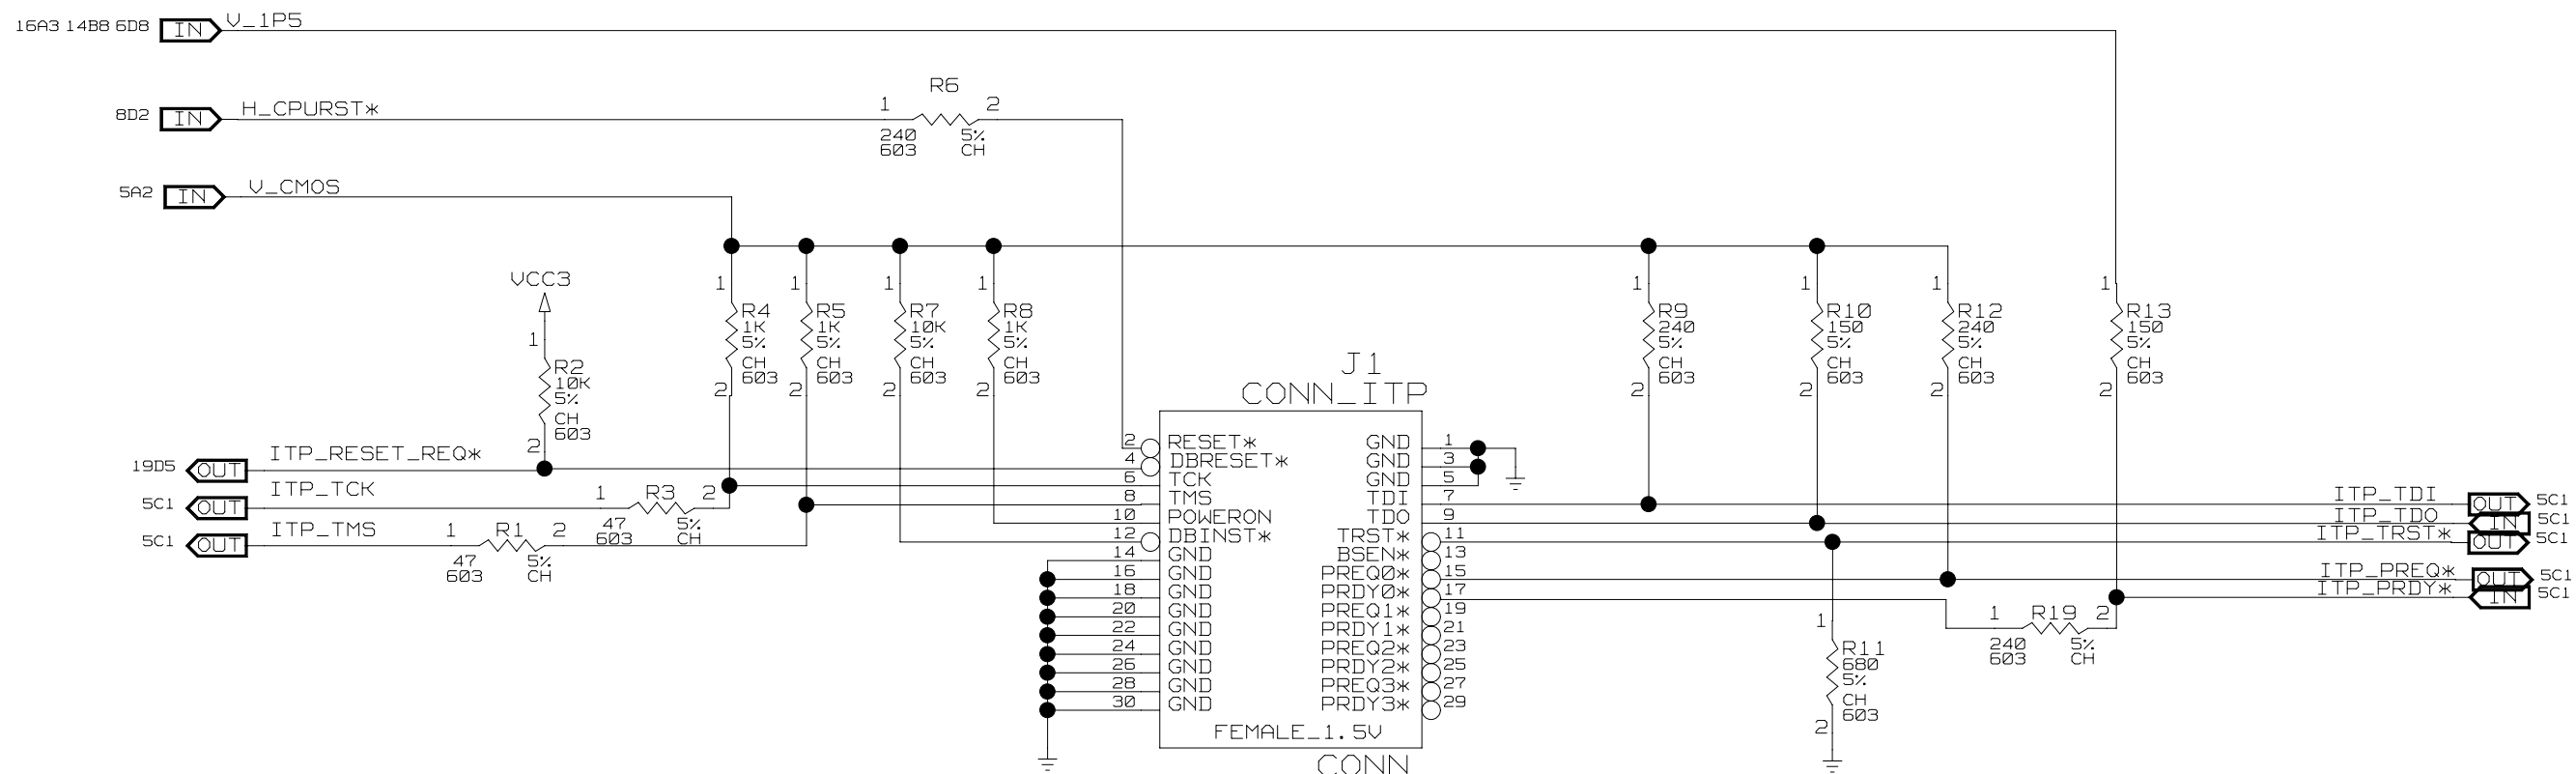 16A3 14B8 6D8 IN V_1P5
R6
8D2 IN H_CPURST* 1 2
240 5%
603 CH
5A2 IN V_CMOS
VCC3
1
R2
10K
5%
CH
603
2
1
R4
1K
5%
CH
603
2
1
R5
1K
5%
CH
603
2
1
R7
10K
5%
CH
603
2
1
R8
1K
5%
CH
603
2
1
R9
240
5%
CH
603
2
1
R10
150
5%
CH
603
2
1
R12
240
5%
CH
603
2
1
R13
150
5%
CH
603
2
J1
CONN_ITP
19D5 OUT ITP_RESET_REQ*
5C1 OUT ITP_TCK
1 R3 2
47 5%
603 CH
5C1 OUT ITP_TMS
1 R1 2
47 5%
603 CH
2 RESET* GND 1
4 DBRESET* GND 3
6 TCK GND 5
8 TMS TDI 7
10 POWERON TDO 9
12 DBINST* TRST* 11
14 GND BSEN* 13
16 GND PREQ0* 15
18 GND PRDY0* 17
20 GND PREQ1* 19
22 GND PRDY1* 21
24 GND PREQ2* 23
26 GND PRDY2* 25
28 GND PREQ3* 27
30 GND PRDY3* 29
FEMALE_1.5V
CONN
ITP_TDI OUT 5C1
ITP_TDO IN 5C1
ITP_TRST* OUT 5C1
ITP_PREQ* OUT 5C1
ITP_PRDY* IN 5C1
1 R19 2
240 5%
603 CH
1
R11
680
5%
CH
603
2